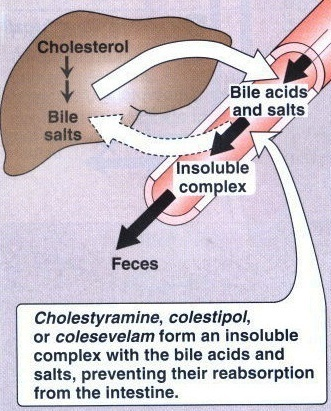 Cholesterol
Bile
salts
Bile acids
and salts
Insoluble
complex
Feces
Cholestyramine, colestipol,
or colesevelam form an insoluble
complex with the bile acids and
salts, preventing their reabsorption
from the intestine.